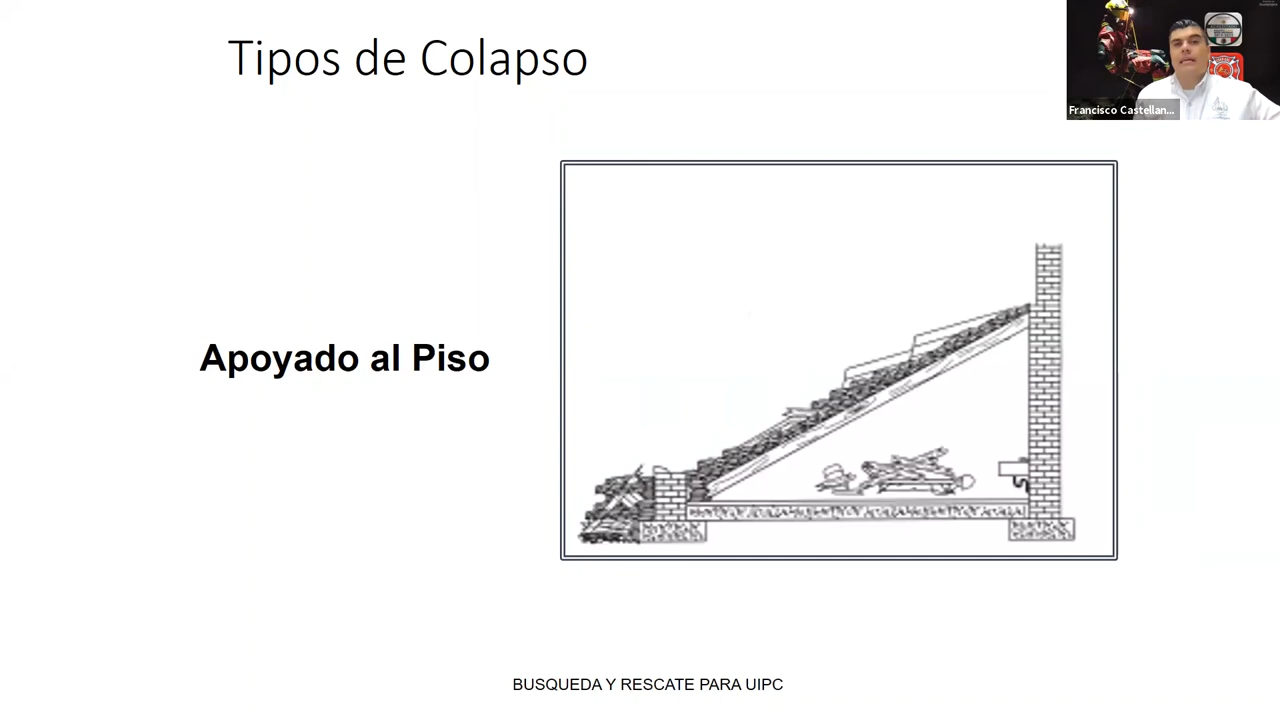 Tipos de Colapso
Francisco Castellan...
Apoyado al Piso
BUSQUEDA Y RESCATE PARA UIPC